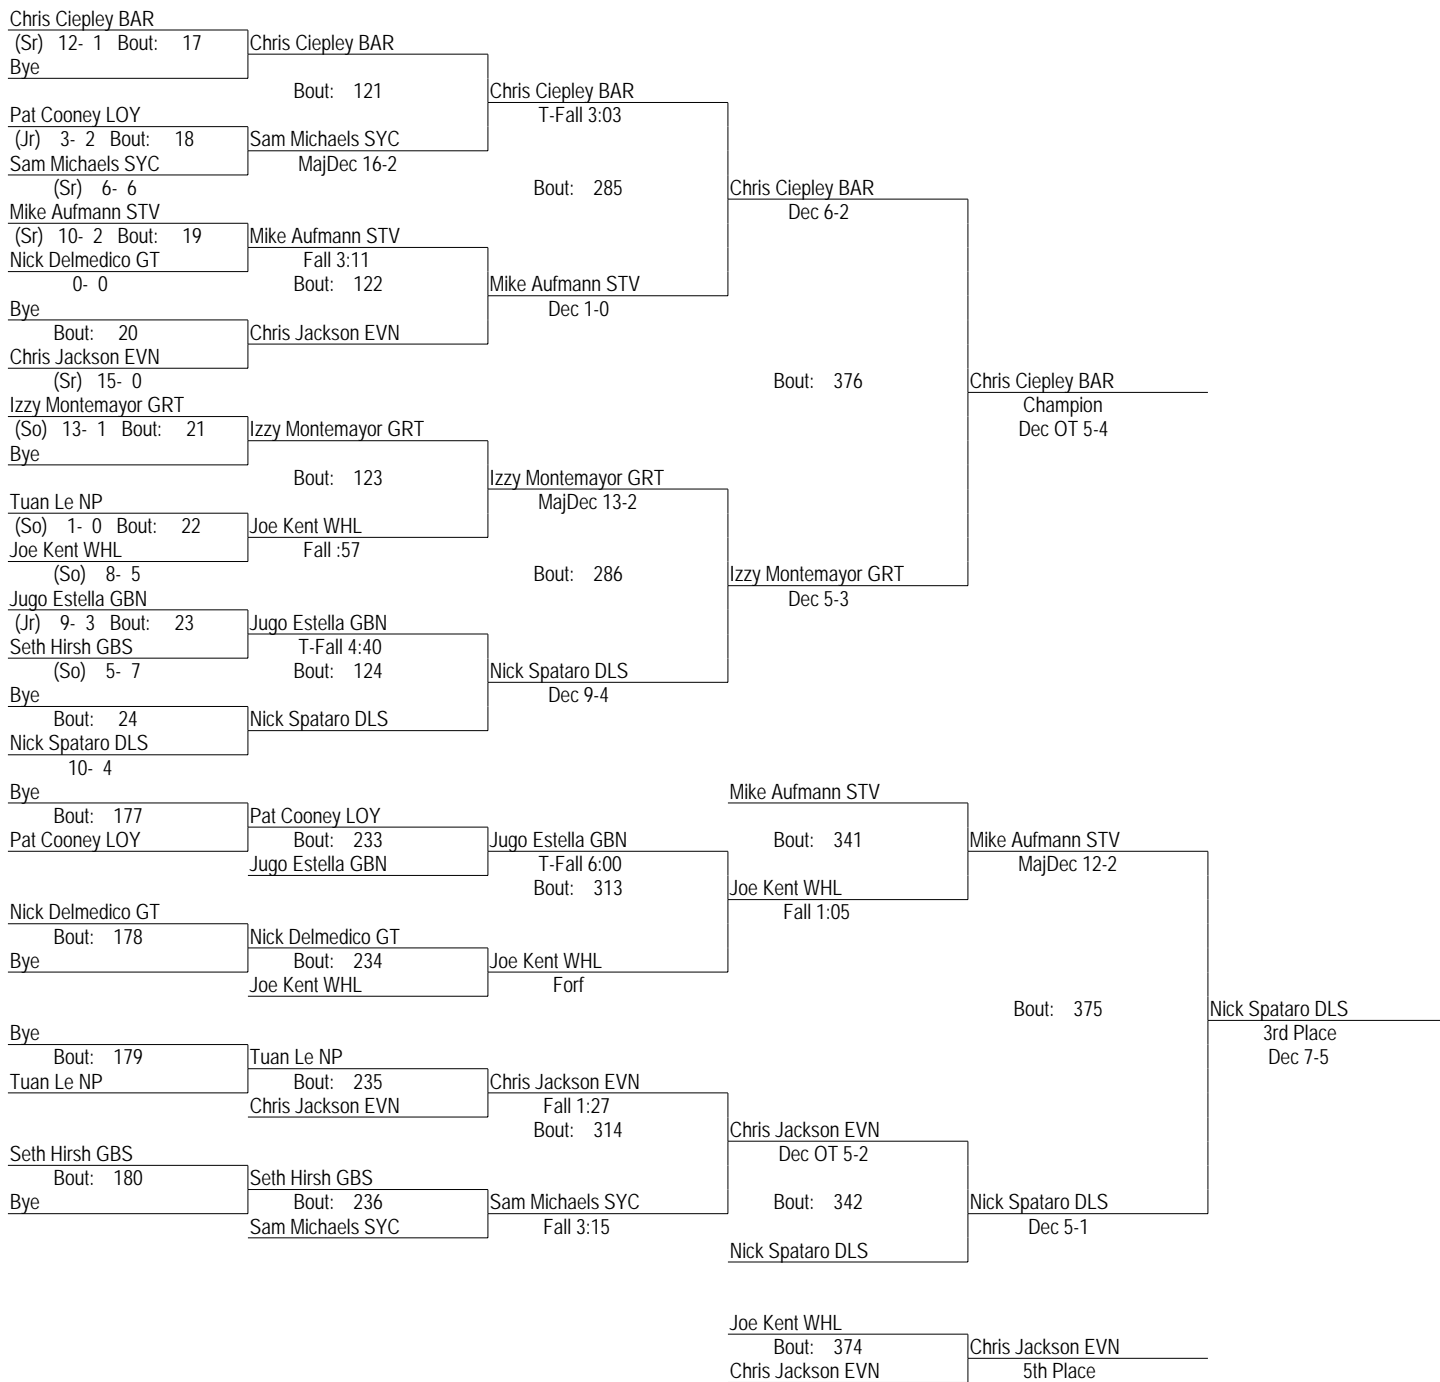 Chris Ciepley BAR
(Sr) 12- 1 Bout: 17 Chris Ciepley BAR
Bye
Bout: 121 Chris Ciepley BAR
Pat Cooney LOY T-Fall 3:03
(Jr) 3- 2 Bout: 18 Sam Michaels SYC
Sam Michaels SYC MajDec 16-2
(Sr) 6- 6 Bout: 285 Chris Ciepley BAR
Mike Aufmann STV Dec 6-2
(Sr) 10- 2 Bout: 19 Mike Aufmann STV
Nick Delmedico GT Fall 3:11
0- 0 Bout: 122 Mike Aufmann STV
Bye Dec 1-0
Bout: 20 Chris Jackson EVN
Chris Jackson EVN
(Sr) 15- 0 Bout: 376 Chris Ciepley BAR
Izzy Montemayor GRT Champion
(So) 13- 1 Bout: 21 Izzy Montemayor GRT Dec OT 5-4
Bye
Bout: 123 Izzy Montemayor GRT
Tuan Le NP MajDec 13-2
(So) 1- 0 Bout: 22 Joe Kent WHL
Joe Kent WHL Fall :57
(So) 8- 5 Bout: 286 Izzy Montemayor GRT
Jugo Estella GBN Dec 5-3
(Jr) 9- 3 Bout: 23 Jugo Estella GBN
Seth Hirsh GBS T-Fall 4:40
(So) 5- 7 Bout: 124 Nick Spataro DLS
Bye Dec 9-4
Bout: 24 Nick Spataro DLS
Nick Spataro DLS
10- 4
Bye Mike Aufmann STV
Bout: 177 Pat Cooney LOY
Pat Cooney LOY Bout: 233 Jugo Estella GBN Bout: 341 Mike Aufmann STV
Jugo Estella GBN T-Fall 6:00 MajDec 12-2
Bout: 313 Joe Kent WHL
Nick Delmedico GT Fall 1:05
Bout: 178 Nick Delmedico GT
Bye Bout: 234 Joe Kent WHL
Joe Kent WHL Forf
Bout: 375 Nick Spataro DLS
Bye 3rd Place
Bout: 179 Tuan Le NP Dec 7-5
Tuan Le NP Bout: 235 Chris Jackson EVN
Chris Jackson EVN Fall 1:27
Bout: 314 Chris Jackson EVN
Seth Hirsh GBS Dec OT 5-2
Bout: 180 Seth Hirsh GBS
Bye Bout: 236 Sam Michaels SYC Bout: 342 Nick Spataro DLS
Sam Michaels SYC Fall 3:15 Dec 5-1
Nick Spataro DLS
Joe Kent WHL
Bout: 374 Chris Jackson EVN
Chris Jackson EVN 5th Place